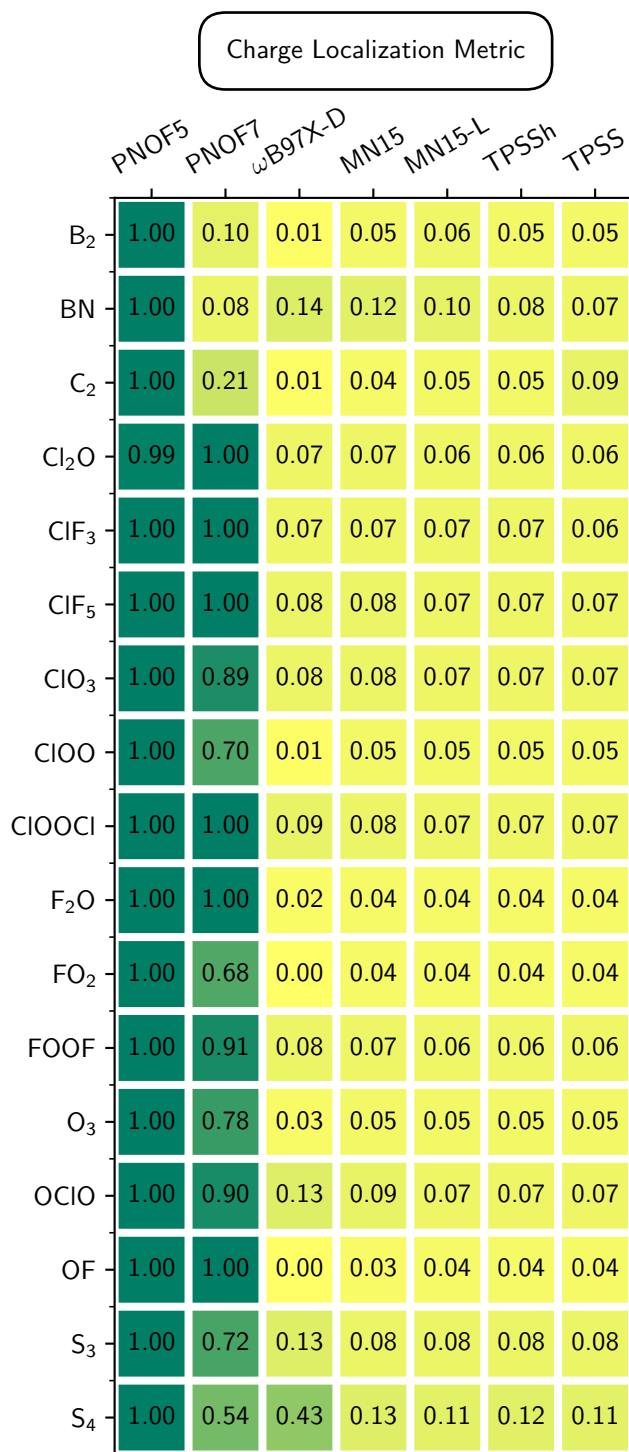 Charge Localization Metric
PNOF5 PNOF7 ωB97X-D MN15 MN15-L TPSSh TPSS
B₂ 1.00 0.10 0.01 0.05 0.06 0.05 0.05
BN 1.00 0.08 0.14 0.12 0.10 0.08 0.07
C₂ 1.00 0.21 0.01 0.04 0.05 0.05 0.09
Cl₂O 0.99 1.00 0.07 0.07 0.06 0.06 0.06
ClF₃ 1.00 1.00 0.07 0.07 0.07 0.07 0.06
ClF₅ 1.00 1.00 0.08 0.08 0.07 0.07 0.07
ClO₃ 1.00 0.89 0.08 0.08 0.07 0.07 0.07
ClOO 1.00 0.70 0.01 0.05 0.05 0.05 0.05
ClOOCl 1.00 1.00 0.09 0.08 0.07 0.07 0.07
F₂O 1.00 1.00 0.02 0.04 0.04 0.04 0.04
FO₂ 1.00 0.68 0.00 0.04 0.04 0.04 0.04
FOOF 1.00 0.91 0.08 0.07 0.06 0.06 0.06
O₃ 1.00 0.78 0.03 0.05 0.05 0.05 0.05
OClO 1.00 0.90 0.13 0.09 0.07 0.07 0.07
OF 1.00 1.00 0.00 0.03 0.04 0.04 0.04
S₃ 1.00 0.72 0.13 0.08 0.08 0.08 0.08
S₄ 1.00 0.54 0.43 0.13 0.11 0.12 0.11